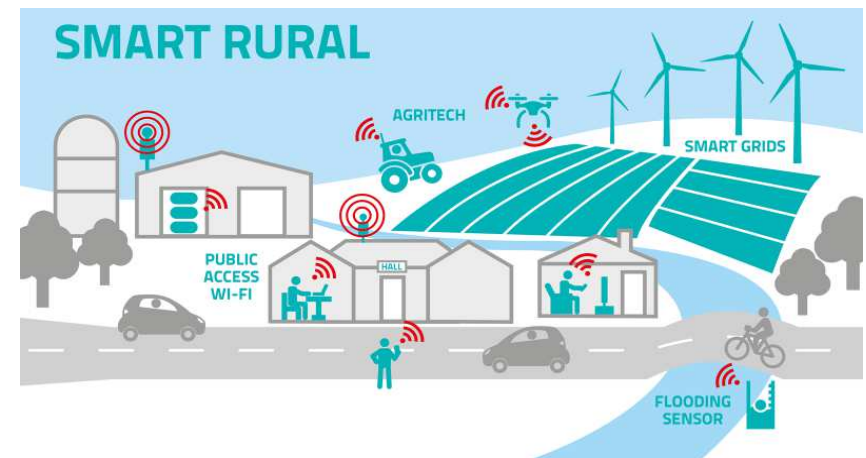 SMART RURAL
AGRITECH
SMART GRIDS
PUBLIC
ACCESS
WI-FI
HALL
FLOODING
SENSOR